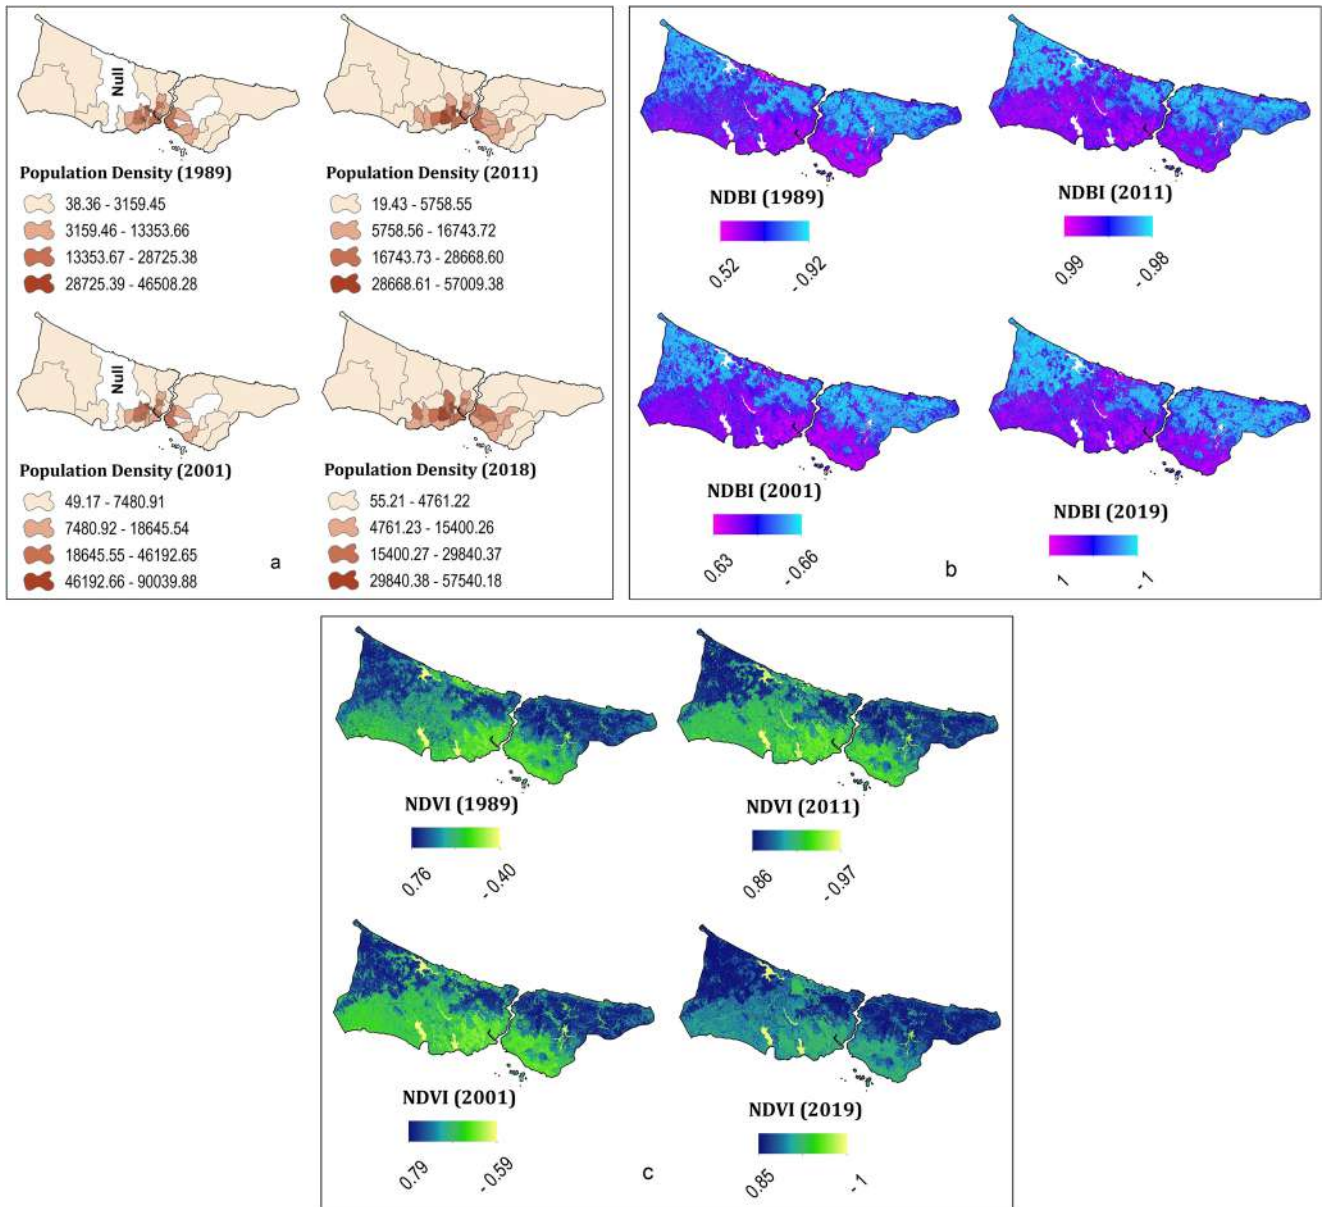 Null
Population Density (1989)
38.36 - 3159.45
3159.46 - 13353.66
13353.67 - 28725.38
28725.39 - 46508.28
Population Density (2011)
19.43 - 5758.55
5758.56 - 16743.72
16743.73 - 28668.60
28668.61 - 57009.38
Null
Population Density (2001)
49.17 - 7480.91
7480.92 - 18645.54
18645.55 - 46192.65
46192.66 - 90039.88
Population Density (2018)
55.21 - 4761.22
4761.23 - 15400.26
15400.27 - 29840.37
29840.38 - 57540.18
a
NDBI (1989)
0.52 - 0.92
NDBI (2011)
0.99 - 0.98
NDBI (2001)
0.63 - 0.66
NDBI (2019)
1 - 1
b
NDVI (1989)
0.76 - 0.40
NDVI (2011)
0.86 - 0.97
NDVI (2001)
0.79 - 0.59
NDVI (2019)
0.85 - 1
c